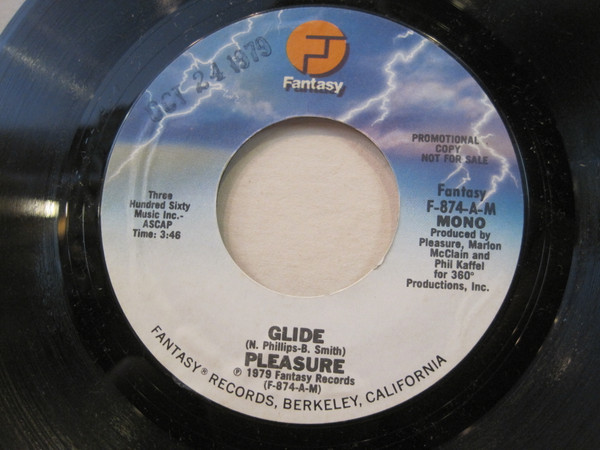 OCT 24 1979
Fantasy
PROMOTIONAL
COPY
NOT FOR SALE
Three
Hundred Sixty
Music Inc.-
ASCAP
Time: 3:46
Fantasy
F-874-A-M
MONO
Produced by
Pleasure, Marlon
McClain and
Phil Kaffel
for 360°
Productions, Inc.
GLIDE
(N. Phillips-B. Smith)
PLEASURE
℗ 1979 Fantasy Records
(F-874-A-M)
FANTASY® RECORDS, BERKELEY, CALIFORNIA